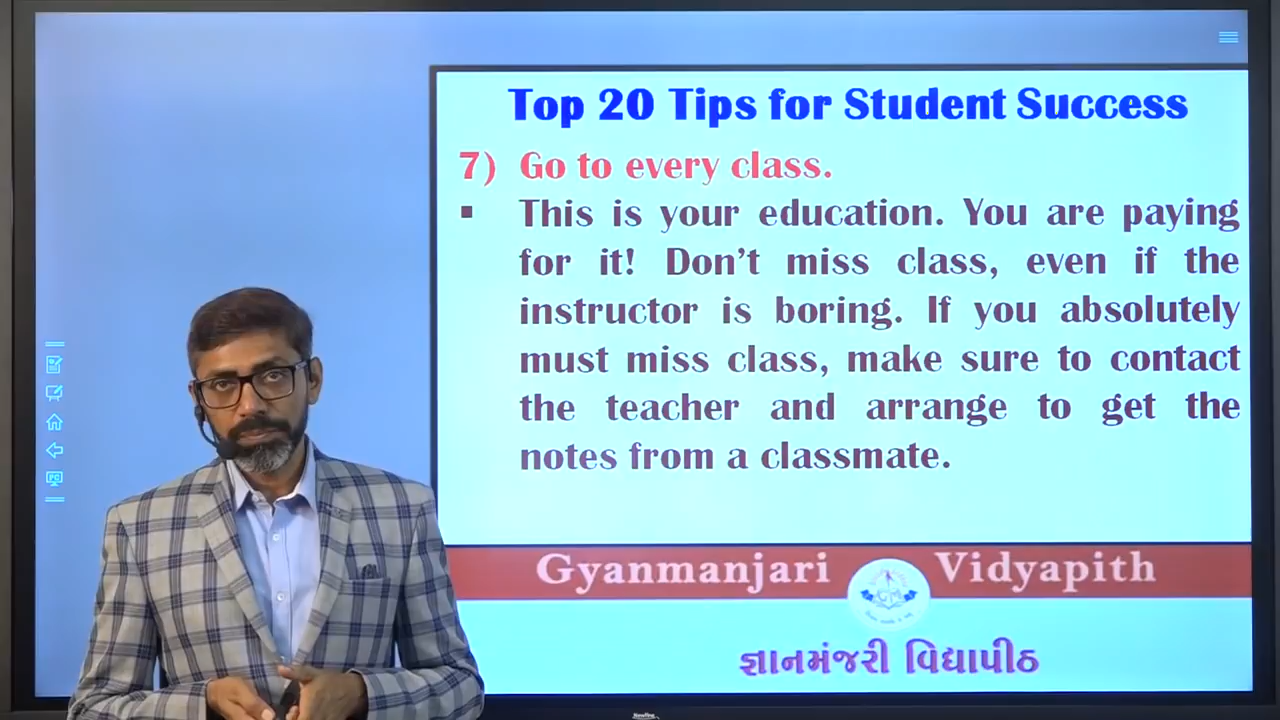 Top 20 Tips for Student Success
7) Go to every class.
▪ This is your education. You are paying
for it! Don't miss class, even if the
instructor is boring. If you absolutely
must miss class, make sure to contact
the teacher and arrange to get the
notes from a classmate.
Gyanmanjari Vidyapith
જ્ઞાનમંજરી વિદ્યાપીઠ
PC
Newline